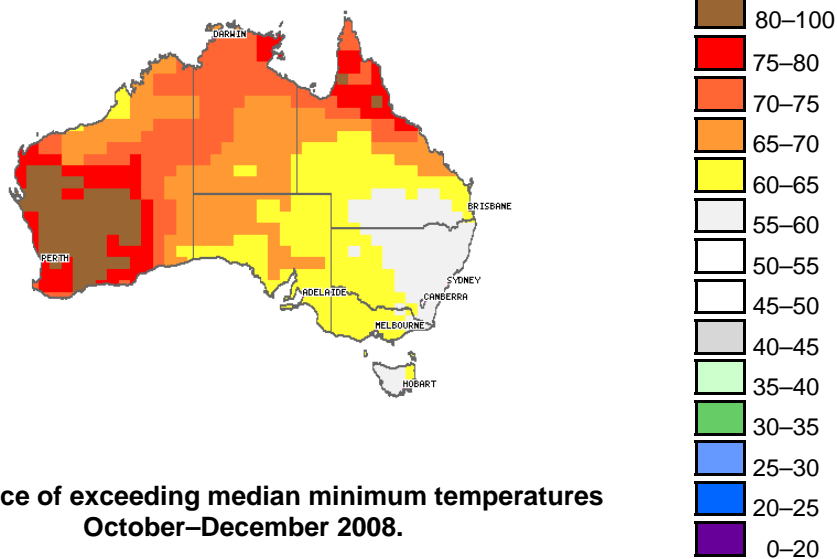 DARWIN
BRISBANE
PERTH
SYDNEY
ADELAIDE
CANBERRA
MELBOURNE
HOBART
80–100
75–80
70–75
65–70
60–65
55–60
50–55
45–50
40–45
35–40
30–35
25–30
20–25
0–20
ce of exceeding median minimum temperatures
October–December 2008.